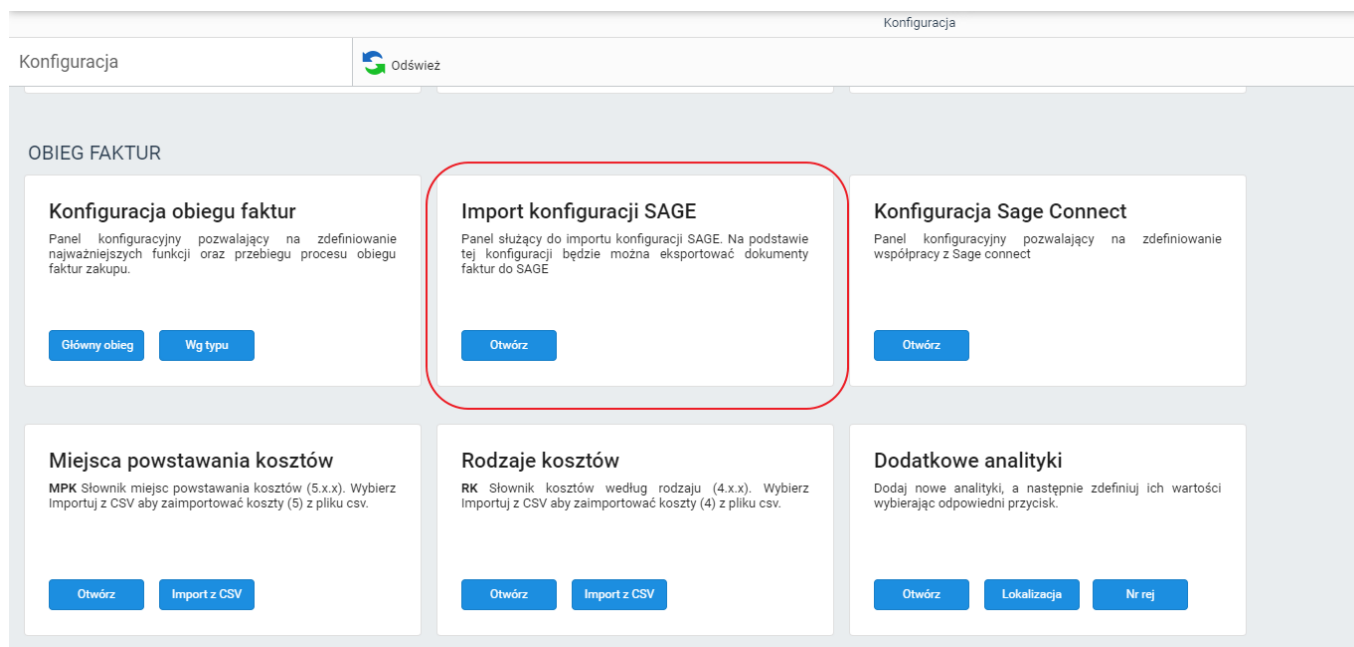 Konfiguracja
Konfiguracja
Odśwież
OBIEG FAKTUR
Konfiguracja obiegu faktur
Panel konfiguracyjny pozwalający na zdefiniowanie
najważniejszych funkcji oraz przebiegu procesu obiegu
faktur zakupu.
Główny obieg
Wg typu
Import konfiguracji SAGE
Panel służący do importu konfiguracji SAGE. Na podstawie
tej konfiguracji będzie można eksportować dokumenty
faktur do SAGE
Otwórz
Konfiguracja Sage Connect
Panel konfiguracyjny pozwalający na zdefiniowanie
współpracy z Sage connect
Otwórz
Miejsca powstawania kosztów
MPK Słownik miejsc powstawania kosztów (5.x.x). Wybierz
Importuj z CSV aby zaimportować koszty (5) z pliku csv.
Otwórz
Import z CSV
Rodzaje kosztów
RK Słownik kosztów według rodzaju (4.x.x). Wybierz
Importuj z CSV aby zaimportować koszty (4) z pliku csv.
Otwórz
Import z CSV
Dodatkowe analityki
Dodaj nowe analityki, a następnie zdefiniuj ich wartości
wybierając odpowiedni przycisk.
Otwórz
Lokalizacja
Nr rej